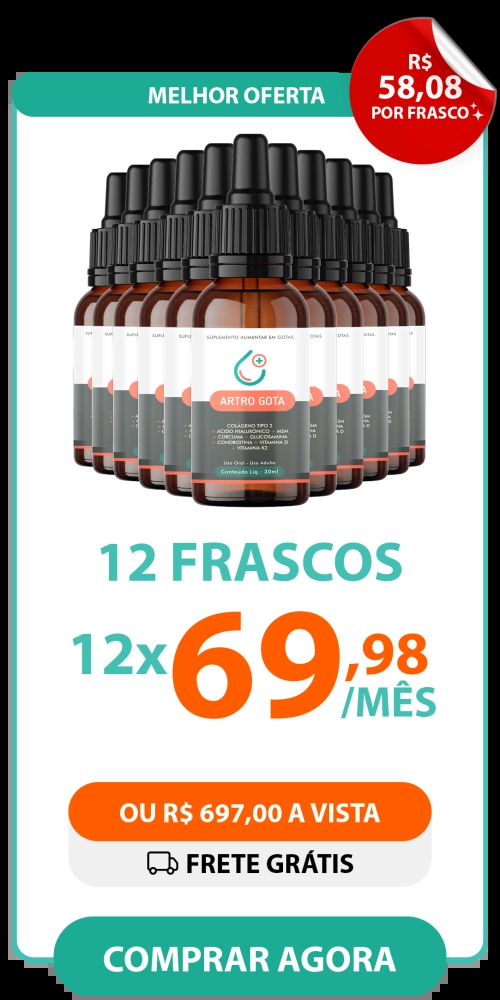 R$
58,08
POR FRASCO
MELHOR OFERTA
SUPLEMENTO ALIMENTAR EM GOTAS
ARTRO GOTA
COLÁGENO TIPO 2
• ÁCIDO HIALURÔNICO • MSM
• CÚRCUMA • GLUCOSAMINA
• CONDROITINA • VITAMINA D
• VITAMINA K2
Uso Oral - Uso Adulto
Conteúdo Líq.: 30ml
12 FRASCOS
12x69,98
/MÊS
OU R$ 697,00 A VISTA
FRETE GRÁTIS
COMPRAR AGORA